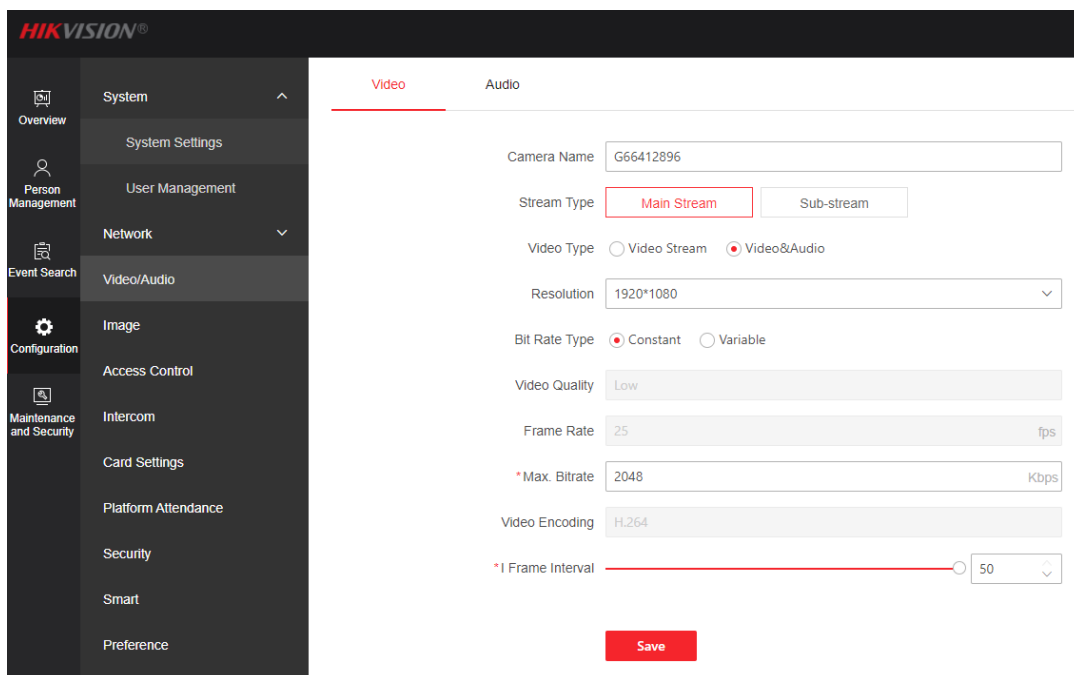 HIKVISION®
Overview
Person
Management
Event Search
Configuration
Maintenance
and Security
System
System Settings
User Management
Network
Video/Audio
Image
Access Control
Intercom
Card Settings
Platform Attendance
Security
Smart
Preference
Video Audio
Camera Name G66412896
Stream Type Main Stream Sub-stream
Video Type Video Stream Video&Audio
Resolution 1920*1080
Bit Rate Type Constant Variable
Video Quality Low
Frame Rate 25 fps
*Max. Bitrate 2048 Kbps
Video Encoding H.264
*I Frame Interval 50
Save